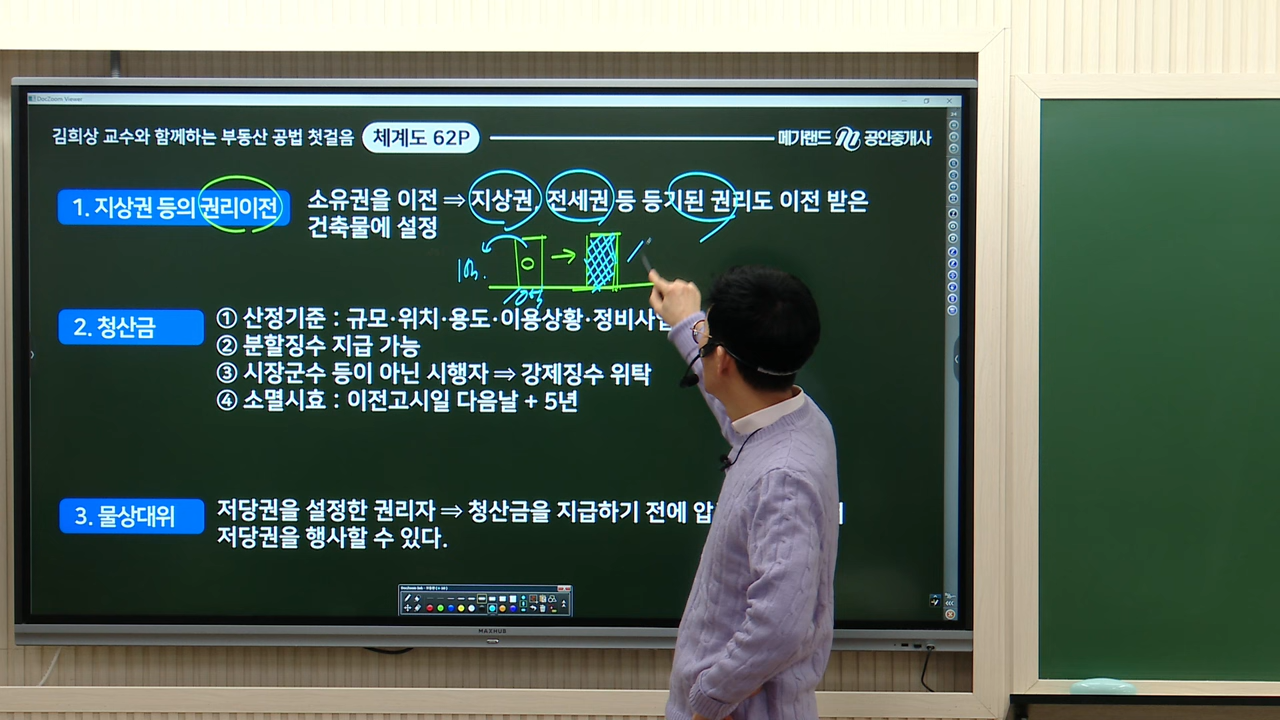 DocZoom Viewer
김희상 교수와 함께하는 부동산 공법 첫걸음 체계도 62P 메가랜드 공인중개사
1. 지상권 등의 권리이전 소유권을 이전 ⇒ 지상권, 전세권 등 등기된 권리도 이전 받은
건축물에 설정
2. 청산금 ① 산정기준 : 규모·위치·용도·이용상황·정비사
② 분할징수 지급 가능
③ 시장군수 등이 아닌 시행자 ⇒ 강제징수 위탁
④ 소멸시효 : 이전고시일 다음날 + 5년
3. 물상대위 저당권을 설정한 권리자 ⇒ 청산금을 지급하기 전에 압
저당권을 행사할 수 있다.
MAXHUB